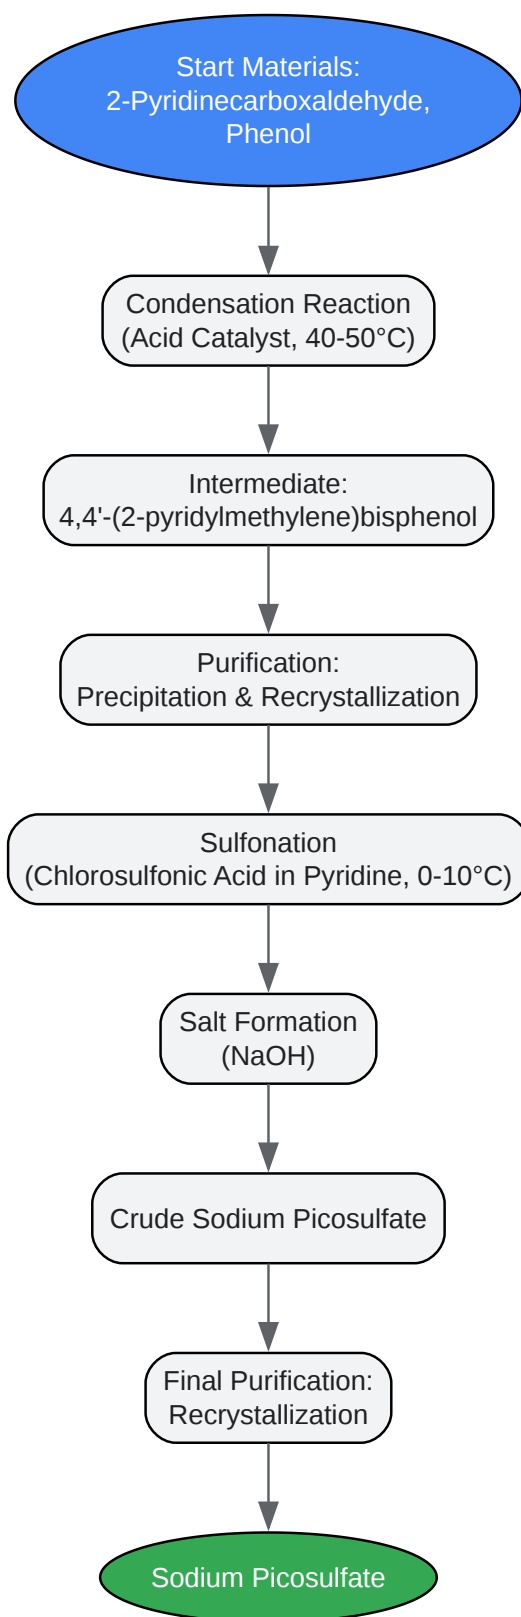 Start Materials:
2-Pyridinecarboxaldehyde,
Phenol
Condensation Reaction
(Acid Catalyst, 40-50°C)
Intermediate:
4,4'-(2-pyridylmethylene)bisphenol
Purification:
Precipitation & Recrystallization
Sulfonation
(Chlorosulfonic Acid in Pyridine, 0-10°C)
Salt Formation
(NaOH)
Crude Sodium Picosulfate
Final Purification:
Recrystallization
Sodium Picosulfate